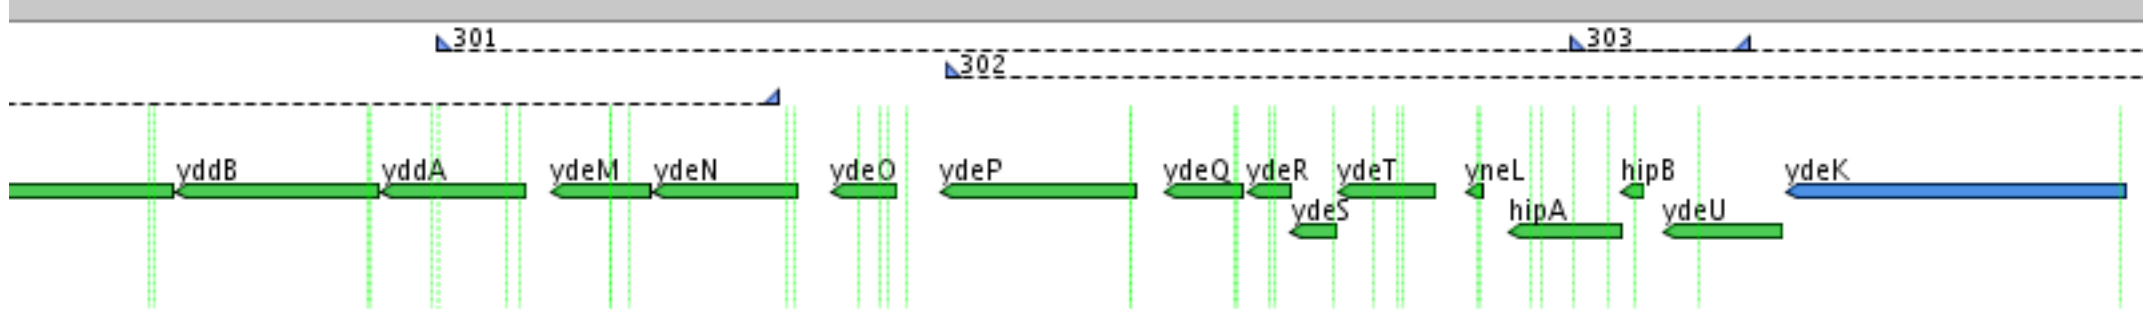 301 303
302
yddB yddA ydeM ydeN ydeO ydeP ydeQ ydeR ydeT yneL hipB ydeK
ydeS hipA ydeU